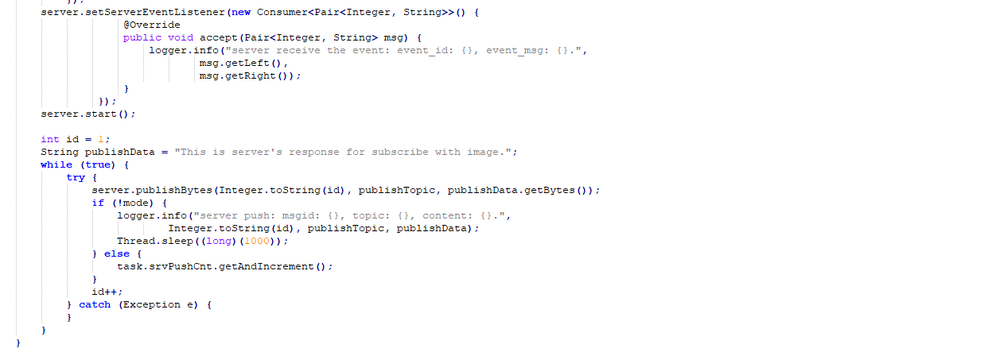 });
server.setServerEventListener(new Consumer<Pair<Integer, String>>() {
@Override
public void accept(Pair<Integer, String> msg) {
logger.info("server receive the event: event_id: {}, event_msg: {}.",
msg.getLeft(),
msg.getRight());
}
});
server.start();
int id = 1;
String publishData = "This is server's response for subscribe with image.";
while (true) {
try {
server.publishBytes(Integer.toString(id), publishTopic, publishData.getBytes());
if (!mode) {
logger.info("server push: msgid: {}, topic: {}, content: {}.",
Integer.toString(id), publishTopic, publishData);
Thread.sleep((long)(1000));
} else {
task.srvPushCnt.getAndIncrement();
}
id++;
} catch (Exception e) {
}
}
}